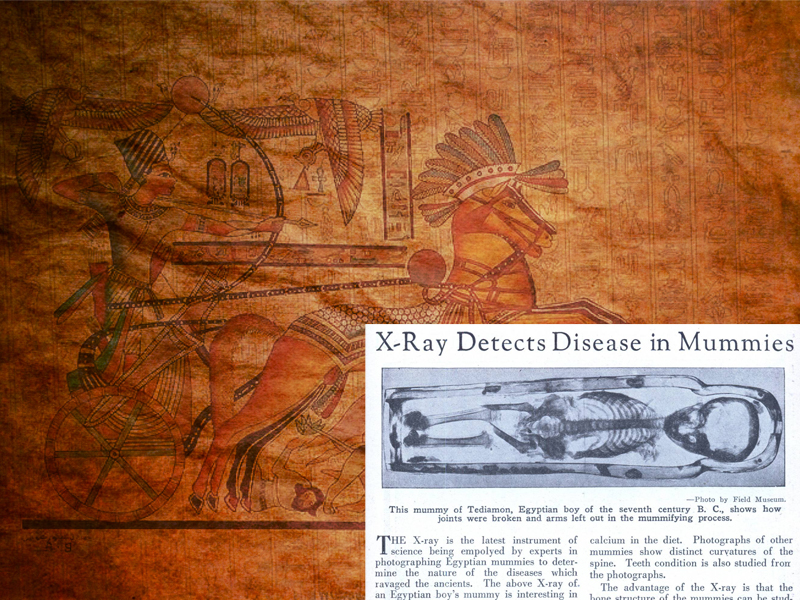 X-Ray Detects Disease in Mummies
—Photo by Field Museum.
This mummy of Tediamon, Egyptian boy of the seventh century B. C., shows how
joints were broken and arms left out in the mummifying process.
THE X-ray is the latest instrument of
science being empolyed by experts in
photographing Egyptian mummies to deter-
mine the nature of the diseases which
ravaged the ancients. The above X-ray of
an Egyptian boy's mummy is interesting in
calcium in the diet. Photographs of other
mummies show distinct curvatures of the
spine. Teeth condition is also studied from
the photographs.
The advantage of the X-ray is that the
bone structure of the mummies can be stud-